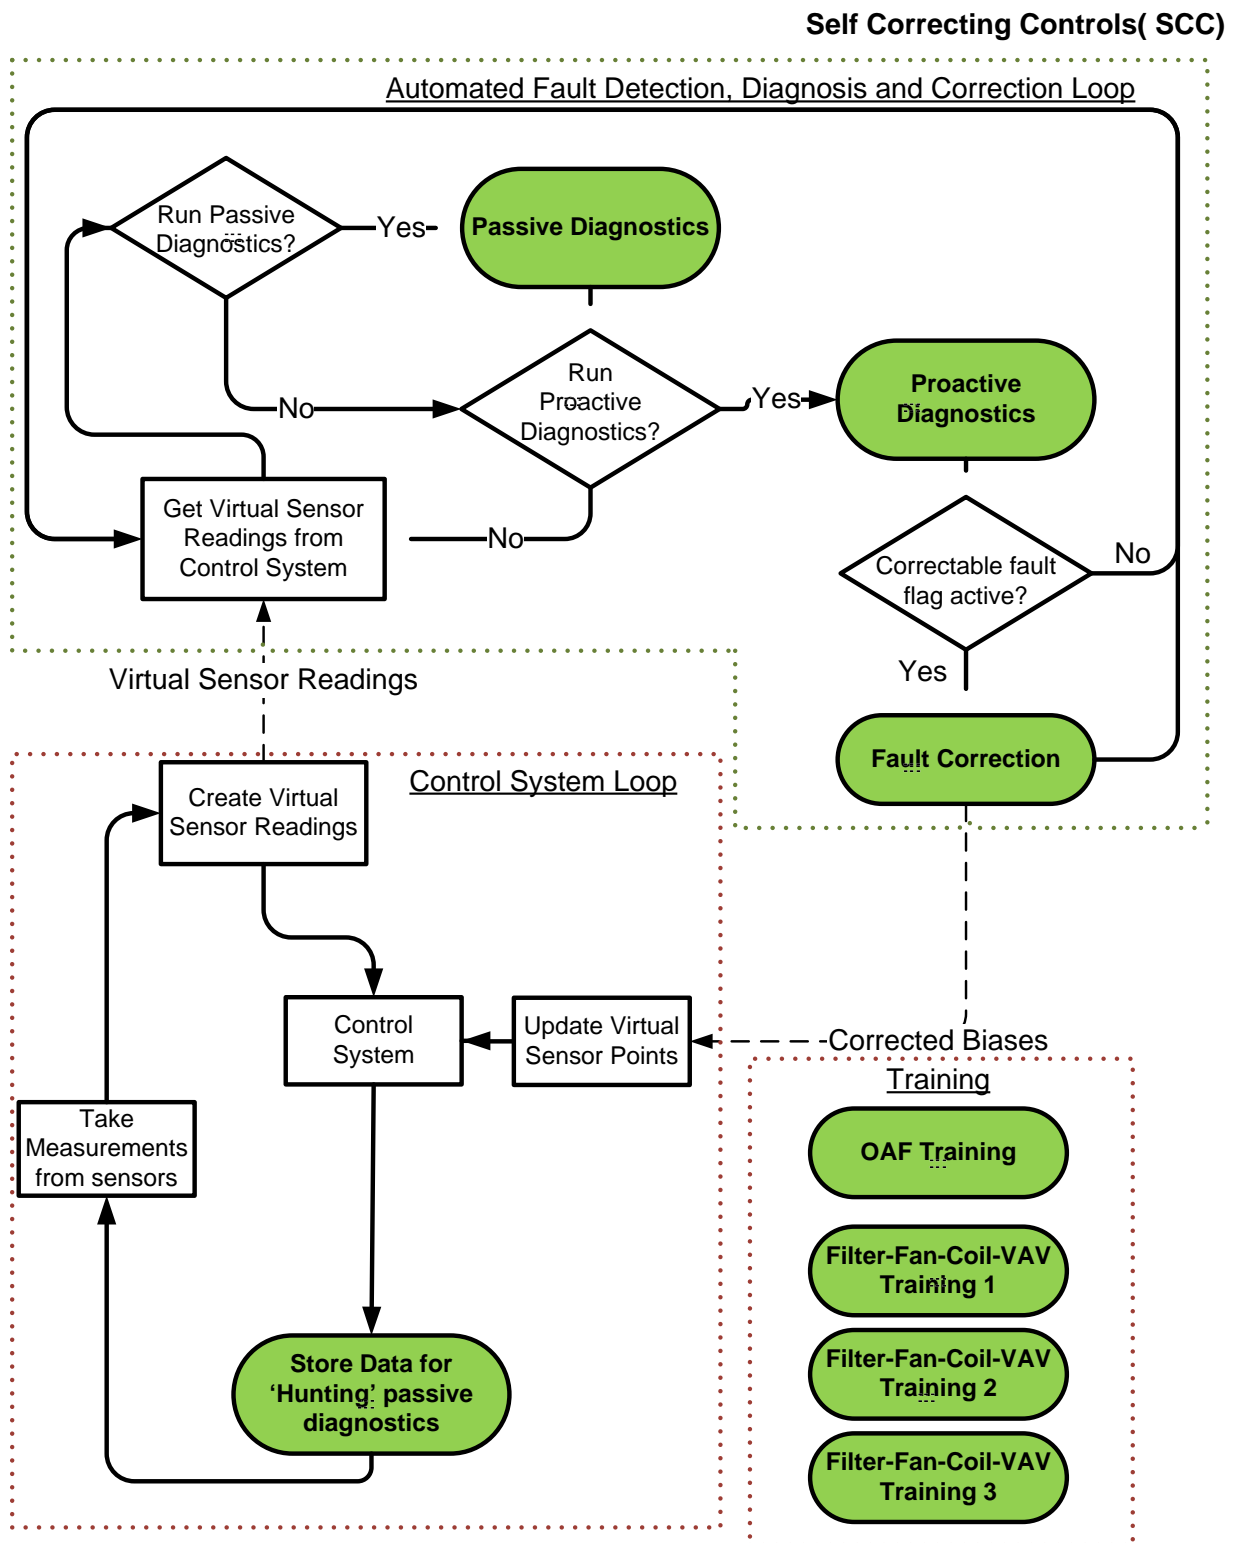 Self Correcting Controls( SCC)
Automated Fault Detection, Diagnosis and Correction Loop
Run Passive
Diagnostics?
Yes
Passive Diagnostics
No
Run
Proactive
Diagnostics?
Yes
Proactive
Diagnostics
Get Virtual Sensor
Readings from
Control System
No
Correctable fault
flag active?
No
Yes
Virtual Sensor Readings
Fault Correction
Control System Loop
Create Virtual
Sensor Readings
Control
System
Update Virtual
Sensor Points
Corrected Biases
Take
Measurements
from sensors
Store Data for
‘Hunting’ passive
diagnostics
Training
OAF Training
Filter-Fan-Coil-VAV
Training 1
Filter-Fan-Coil-VAV
Training 2
Filter-Fan-Coil-VAV
Training 3